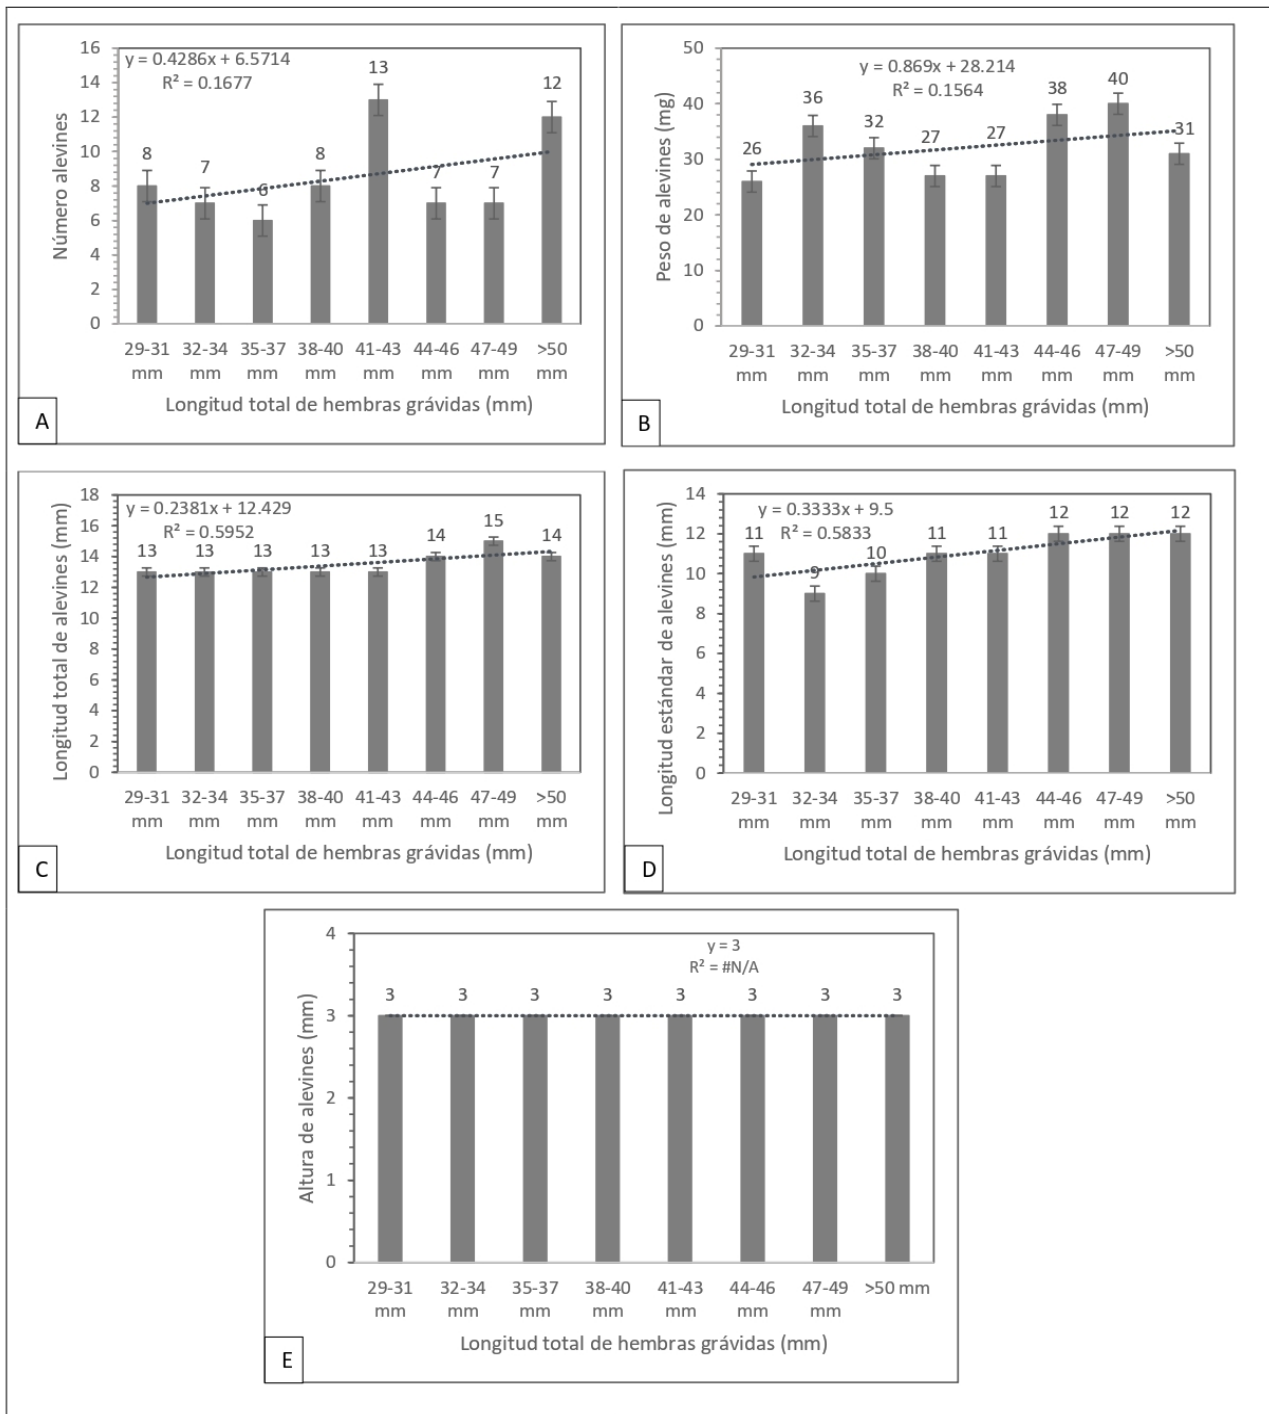 y = 0.4286x + 6.5714
R² = 0.1677
Número alevines
16
14
12
10
8
6
4
2
0
8
7
6
8
13
7
7
12
29-31 32-34 35-37 38-40 41-43 44-46 47-49 >50
mm mm mm mm mm mm mm mm
Longitud total de hembras grávidas (mm)
A
y = 0.869x + 28.214
R² = 0.1564
Peso de alevines (mg)
50
40
30
20
10
0
26
36
32
27
27
38
40
31
29-31 32-34 35-37 38-40 41-43 44-46 47-49 >50
mm mm mm mm mm mm mm mm
Longitud total de hembras grávidas (mm)
B
y = 0.2381x + 12.429
R² = 0.5952
Longitud total de alevines (mm)
18
16
14
12
10
8
6
4
2
0
13
13
13
13
13
14
15
14
29-31 32-34 35-37 38-40 41-43 44-46 47-49 >50
mm mm mm mm mm mm mm mm
Longitud total de hembras grávidas (mm)
C
y = 0.3333x + 9.5
R² = 0.5833
Longitud estándar de alevines (mm)
14
12
10
8
6
4
2
0
11
9
10
11
11
12
12
12
29-31 32-34 35-37 38-40 41-43 44-46 47-49 >50
mm mm mm mm mm mm mm mm
Longitud total de hembras grávidas (mm)
D
y = 3
R² = #N/A
Altura de alevines (mm)
4
3
2
1
0
3
3
3
3
3
3
3
3
29-31 32-34 35-37 38-40 41-43 44-46 47-49 >50 mm
mm mm mm mm mm mm mm
Longitud total de hembras grávidas (mm)
E